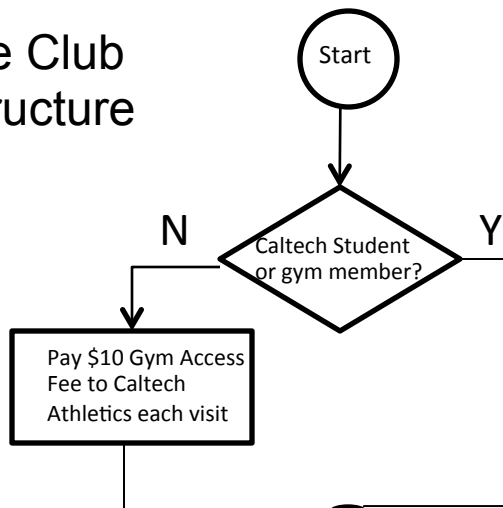 e Club
ructure
Start
N
Y
Caltech Student
or gym member?
Pay $10 Gym Access
Fee to Caltech
Athletics each visit